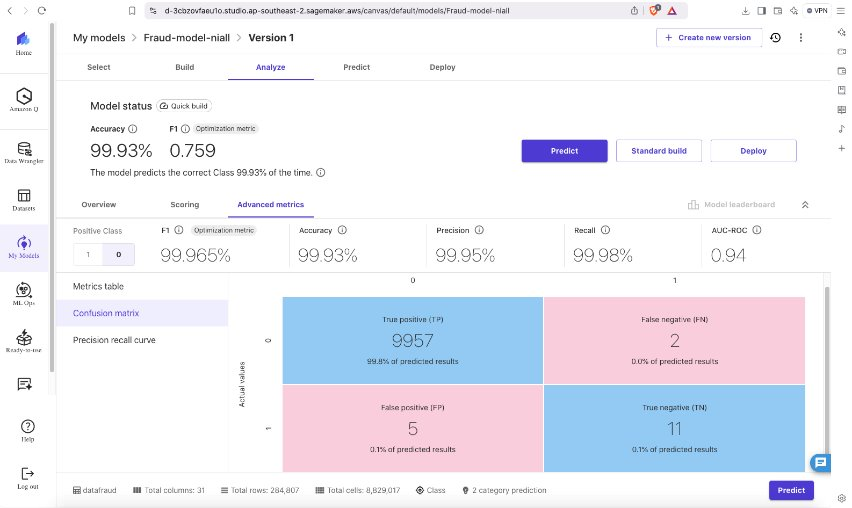 d-3cbzovfaeu1o.studio.ap-southeast-2.sagemaker.aws/canvas/default/models/Fraud-model-niall
VPN
Home
Amazon Q
Data Wrangler
Datasets
My Models
ML Ops
Ready-to-use
Help
Log out
My models > Fraud-model-niall > Version 1
+ Create new version
Select Build Analyze Predict Deploy
Model status Quick build
Accuracy F1 Optimization metric
99.93% 0.759
The model predicts the correct Class 99.93% of the time.
Predict Standard build Deploy
Overview Scoring Advanced metrics Model leaderboard
Positive Class F1 Optimization metric Accuracy Precision Recall AUC-ROC
1 0 99.965% 99.93% 99.95% 99.98% 0.94
Metrics table
Confusion matrix
Precision recall curve
0 1
Actual values
0
True positive (TP)
9957
99.8% of predicted results
False negative (FN)
2
0.0% of predicted results
1
False positive (FP)
5
0.1% of predicted results
True negative (TN)
11
0.1% of predicted results
datafraud Total columns: 31 Total rows: 284,807 Total cells: 8,829,017 Class 2 category prediction
Predict